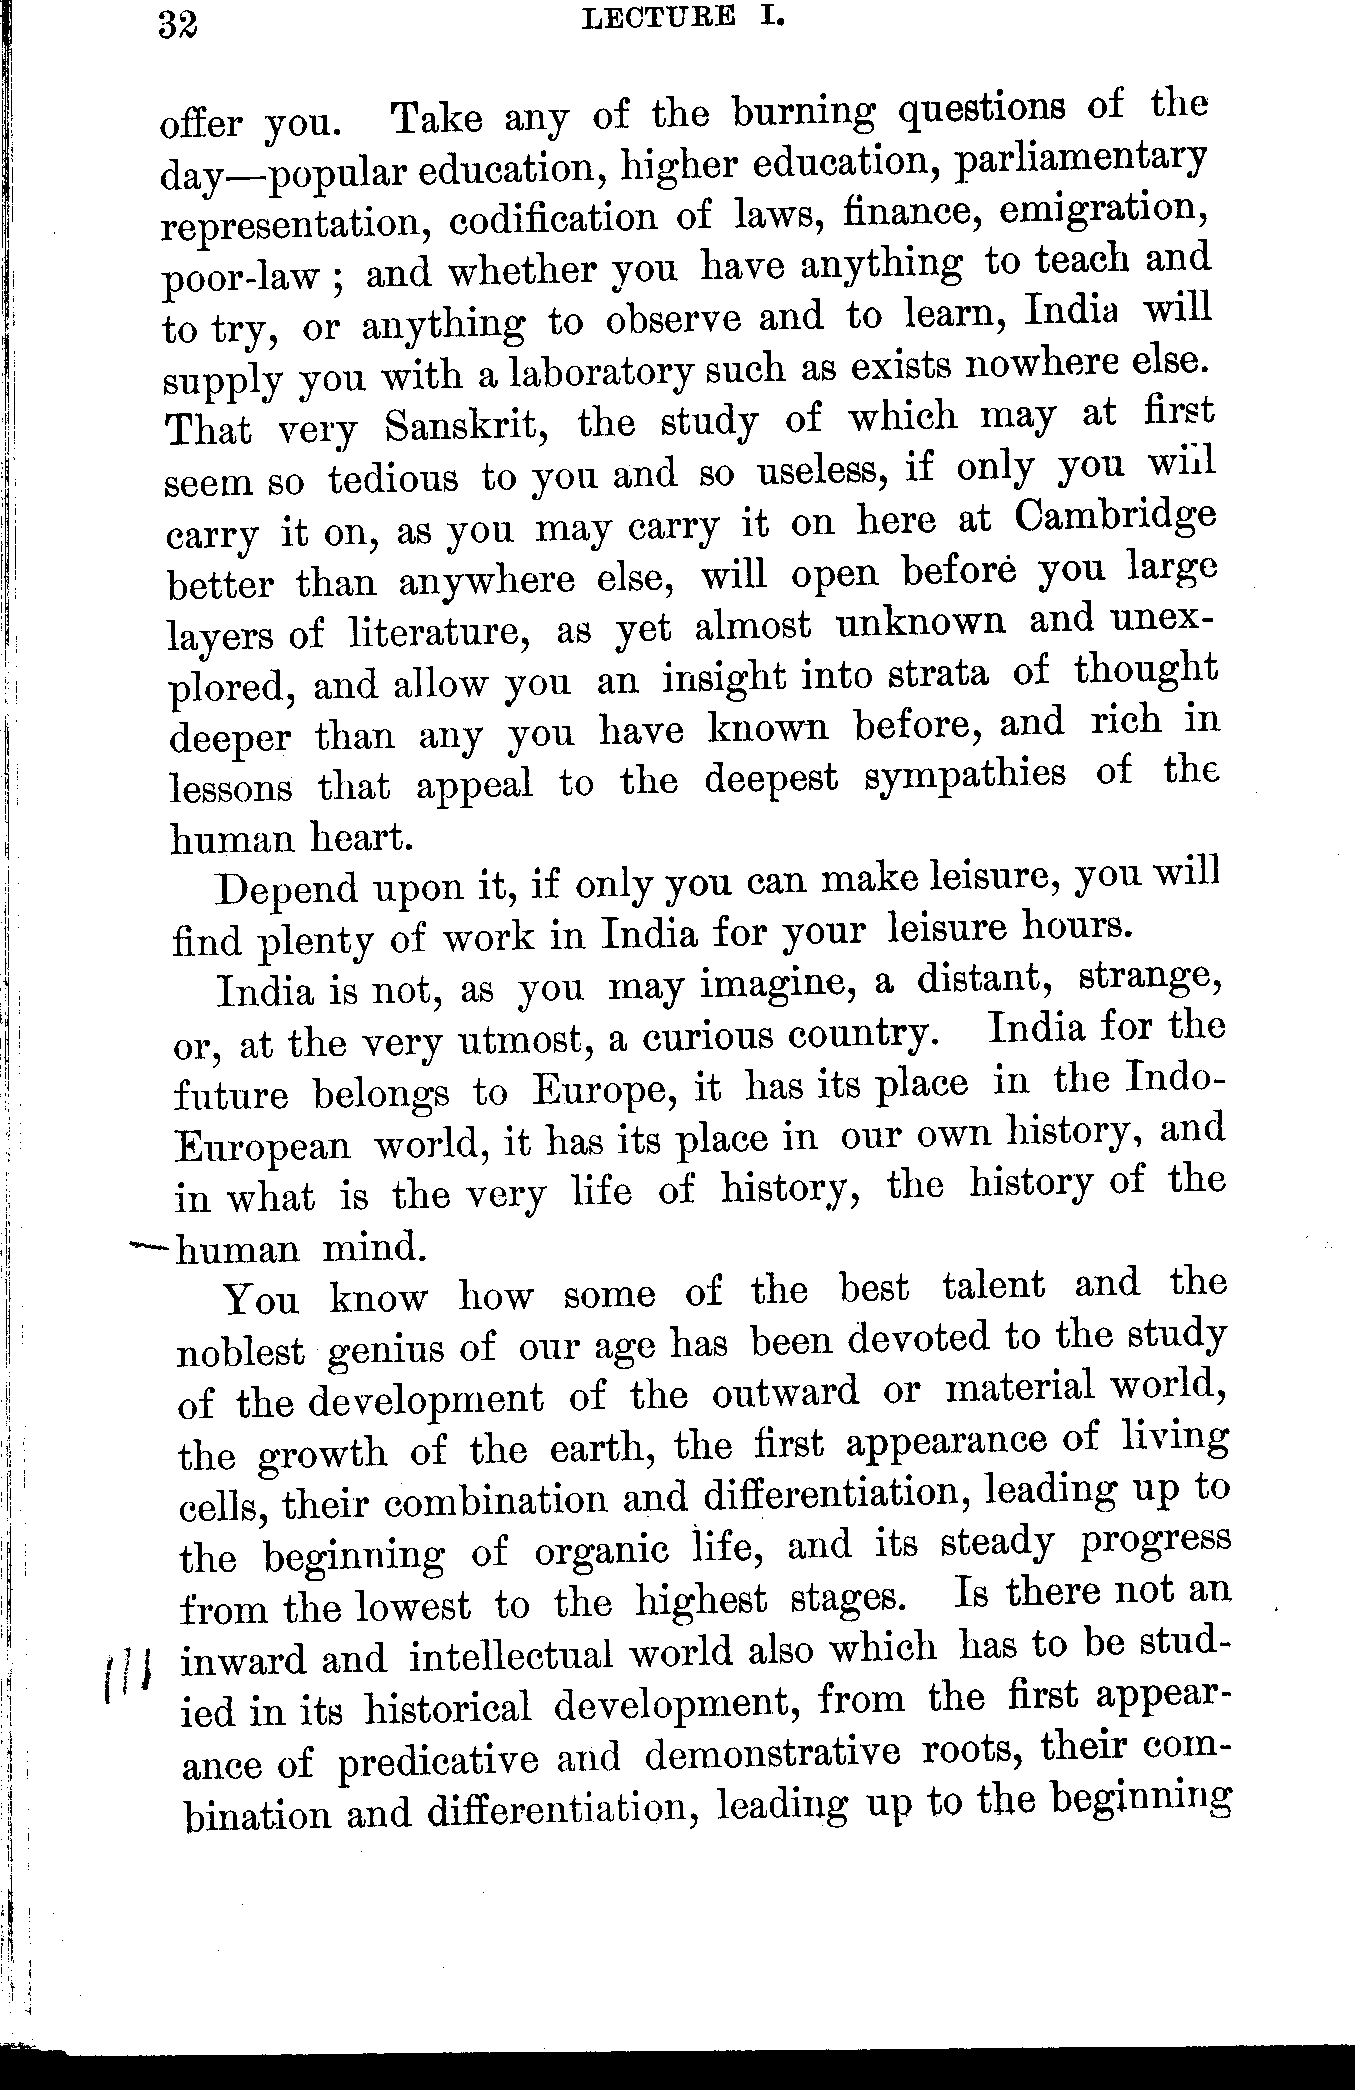 32 LECTURE I.
offer you. Take any of the burning questions of the
day—popular education, higher education, parliamentary
representation, codification of laws, finance, emigration,
poor-law ; and whether you have anything to teach and
to try, or anything to observe and to learn, India will
supply you with a laboratory such as exists nowhere else.
That very Sanskrit, the study of which may at first
seem so tedious to you and so useless, if only you will
carry it on, as you may carry it on here at Cambridge
better than anywhere else, will open before you large
layers of literature, as yet almost unknown and unex-
plored, and allow you an insight into strata of thought
deeper than any you have known before, and rich in
lessons that appeal to the deepest sympathies of the
human heart.
Depend upon it, if only you can make leisure, you will
find plenty of work in India for your leisure hours.
India is not, as you may imagine, a distant, strange,
or, at the very utmost, a curious country. India for the
future belongs to Europe, it has its place in the Indo-
European world, it has its place in our own history, and
in what is the very life of history, the history of the
human mind.
You know how some of the best talent and the
noblest genius of our age has been devoted to the study
of the development of the outward or material world,
the growth of the earth, the first appearance of living
cells, their combination and differentiation, leading up to
the beginning of organic life, and its steady progress
from the lowest to the highest stages. Is there not an
inward and intellectual world also which has to be stud-
ied in its historical development, from the first appear-
ance of predicative and demonstrative roots, their com-
bination and differentiation, leading up to the beginning